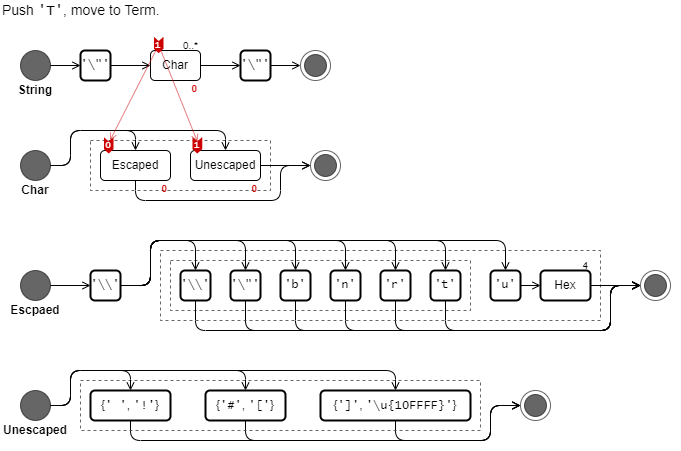 Push 'T', move to Term.
1 0..*
'\"' Char '\"'
String 0
0 1
Escaped Unescaped
Char 0 0
4
'\\' '\\' '\"' 'b' 'n' 'r' 't' 'u' Hex
Escpaed
{' ','!'} {'#','['} {']','\u{10FFFF}'}
Unescaped